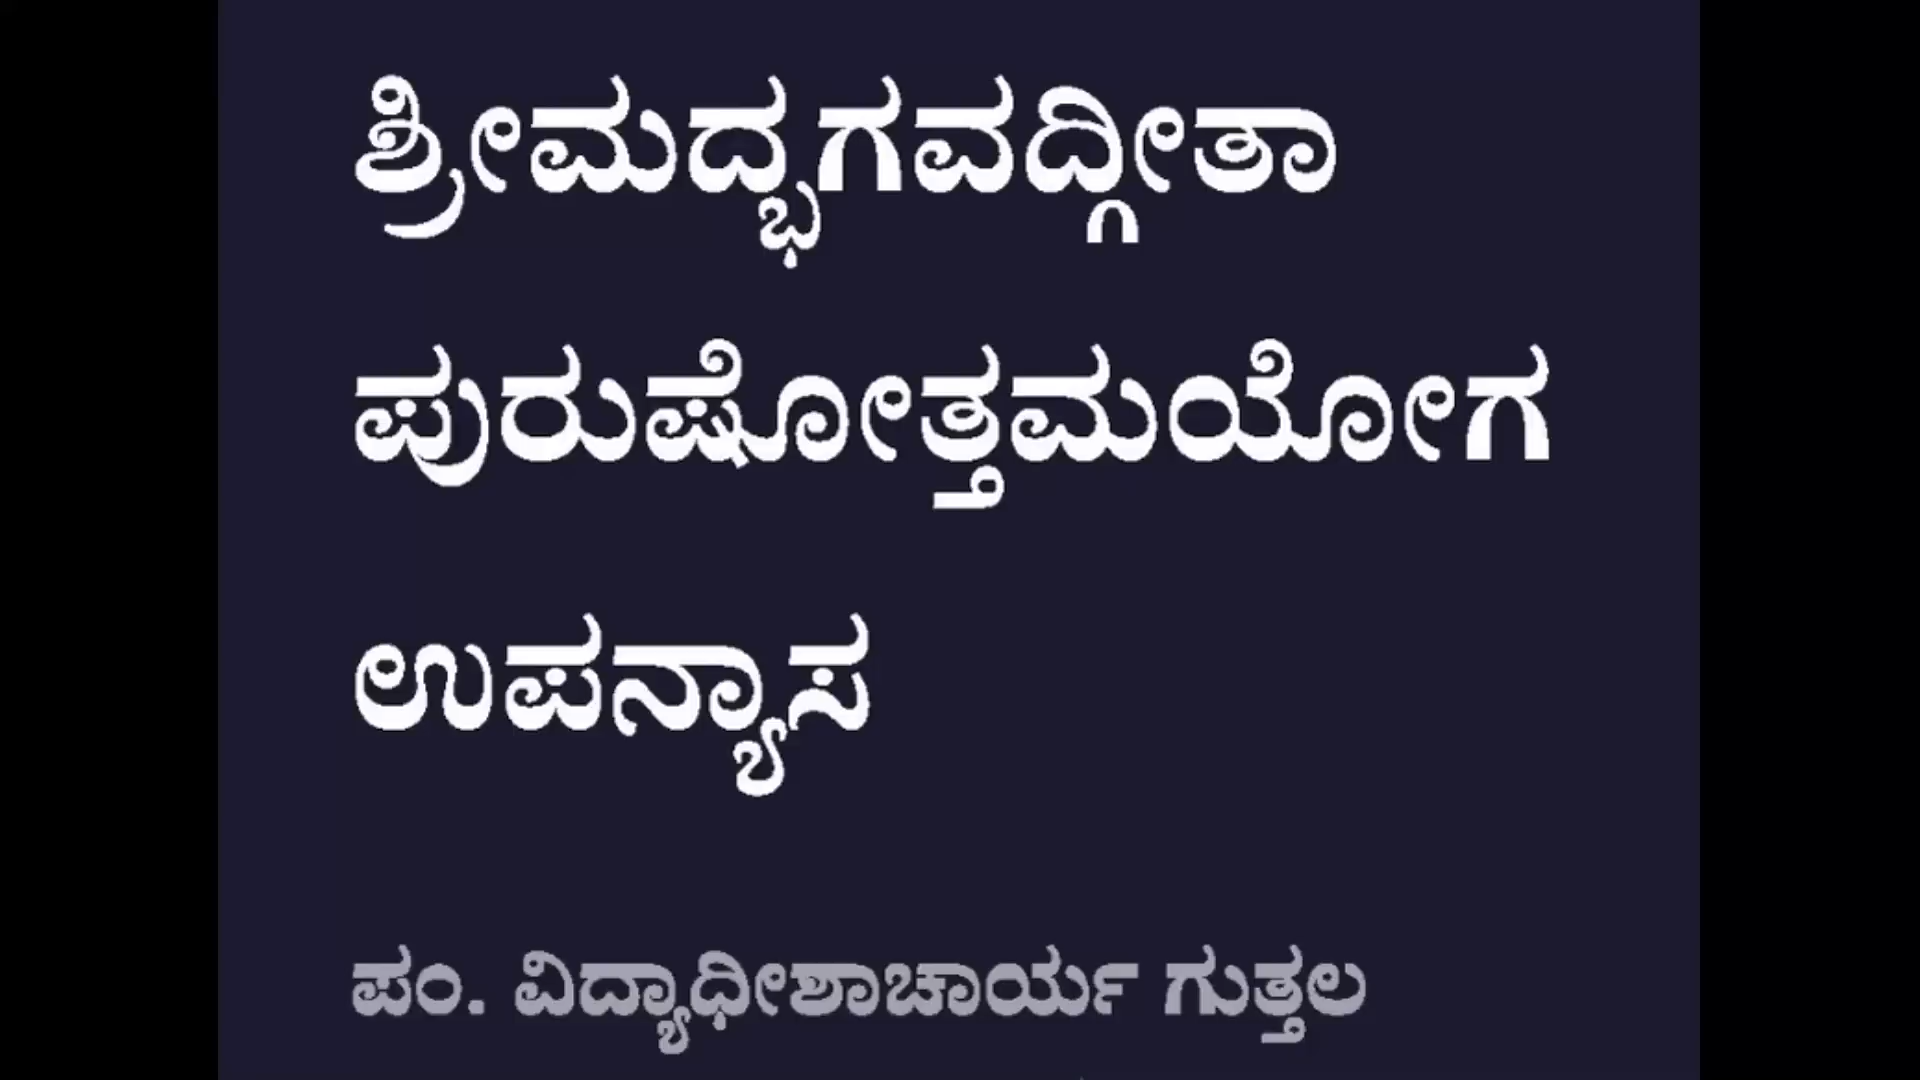 ಶ್ರೀಮದ್ಭಗವದ್ಗೀತಾ
ಪುರುಷೋತ್ತಮಯೋಗ
ಉಪನ್ಯಾಸ
ಪಂ. ವಿದ್ಯಾಧೀಶಾಚಾರ್ಯ ಗುತ್ತಲ